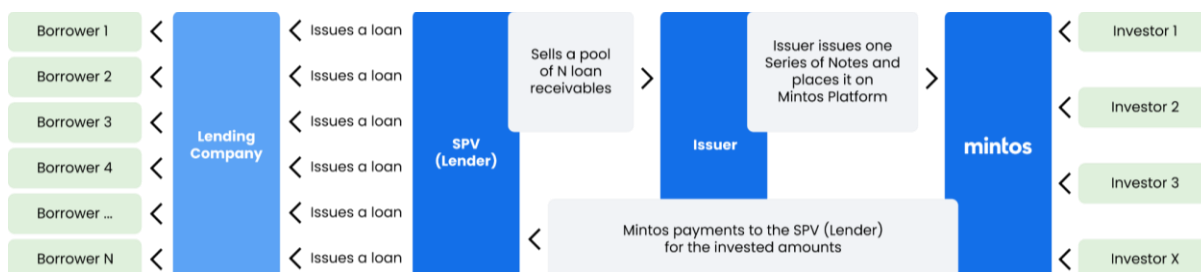 Borrower 1
Borrower 2
Borrower 3
Borrower 4
Borrower ...
Borrower N
Lending
Company
Issues a loan
Issues a loan
Issues a loan
Issues a loan
Issues a loan
Issues a loan
SPV
(Lender)
Sells a pool
of N loan
receivables
Issuer
Issuer issues one
Series of Notes and
places it on
Mintos Platform
Mintos payments to the SPV (Lender)
for the invested amounts
mintos
Investor 1
Investor 2
Investor 3
Investor X